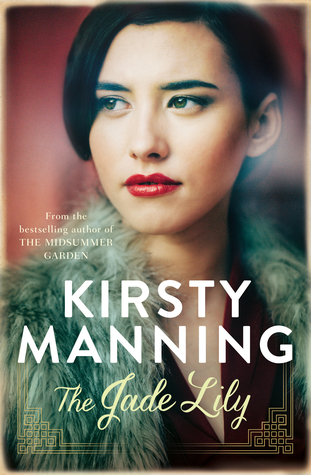 From the
bestselling author of
THE MIDSUMMER
GARDEN
KIRSTY
MANNING
The Jade Lily